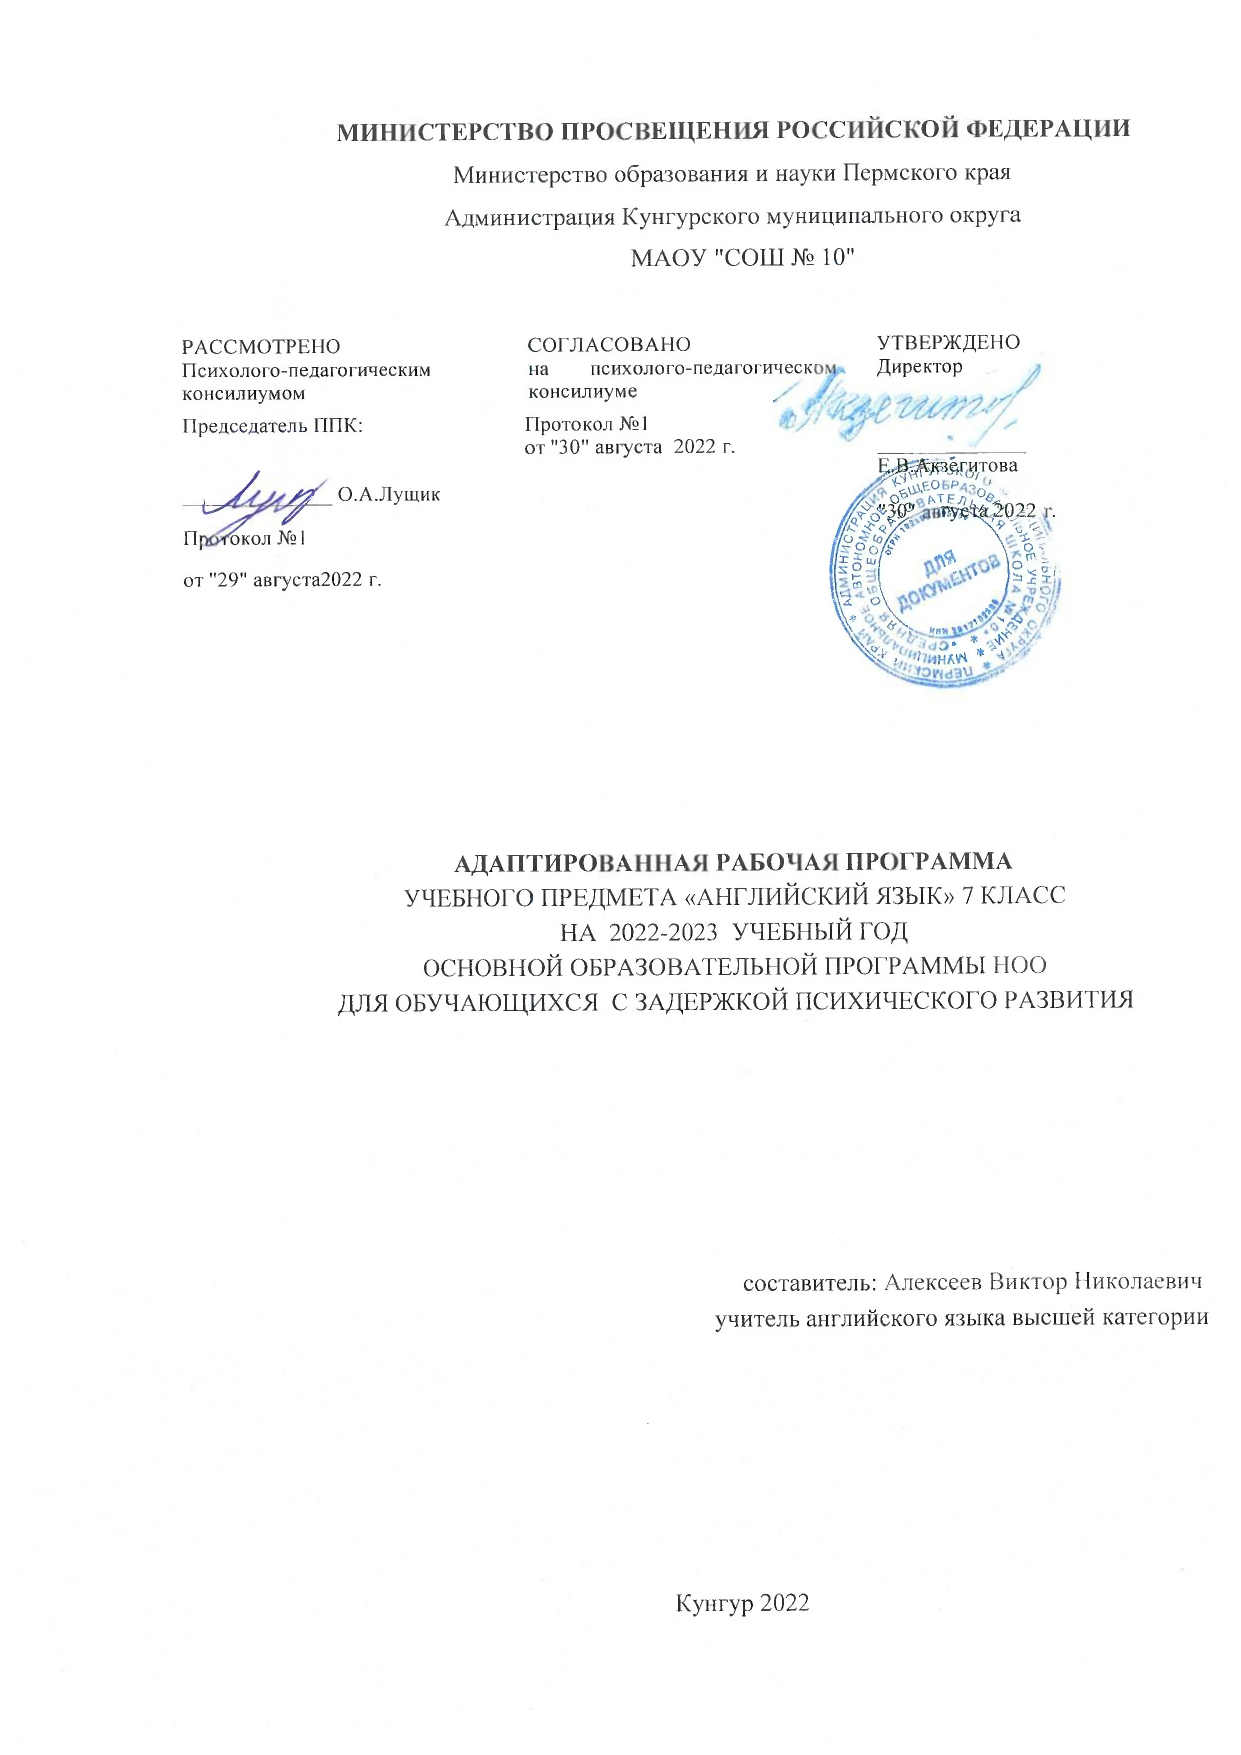 МИНИСТЕРСТВО ПРОСВЕЩЕНИЯ РОССИЙСКОЙ ФЕДЕРАЦИИ
Министерство образования и науки Пермского края
Администрация Кунгурского муниципального округа
МАОУ "СОШ № 10"
РАССМОТРЕНО
Психолого-педагогическим
консилиумом
Председатель ППК:
О.А.Лущик
Протокол №1
от "29" августа2022 г.
СОГЛАСОВАНО
на психолого-педагогическом
консилиуме
Протокол №1
от "30" августа 2022 г.
УТВЕРЖДЕНО
Директор
Е.В.Акзегитова
"30" августа 2022 г.
ДЛЯ
ДОКУМЕНТОВ
АДАПТИРОВАННАЯ РАБОЧАЯ ПРОГРАММА
УЧЕБНОГО ПРЕДМЕТА «АНГЛИЙСКИЙ ЯЗЫК» 7 КЛАСС
НА 2022-2023 УЧЕБНЫЙ ГОД
ОСНОВНОЙ ОБРАЗОВАТЕЛЬНОЙ ПРОГРАММЫ НОО
ДЛЯ ОБУЧАЮЩИХСЯ С ЗАДЕРЖКОЙ ПСИХИЧЕСКОГО РАЗВИТИЯ
составитель: Алексеев Виктор Николаевич
учитель английского языка высшей категории
Кунгур 2022